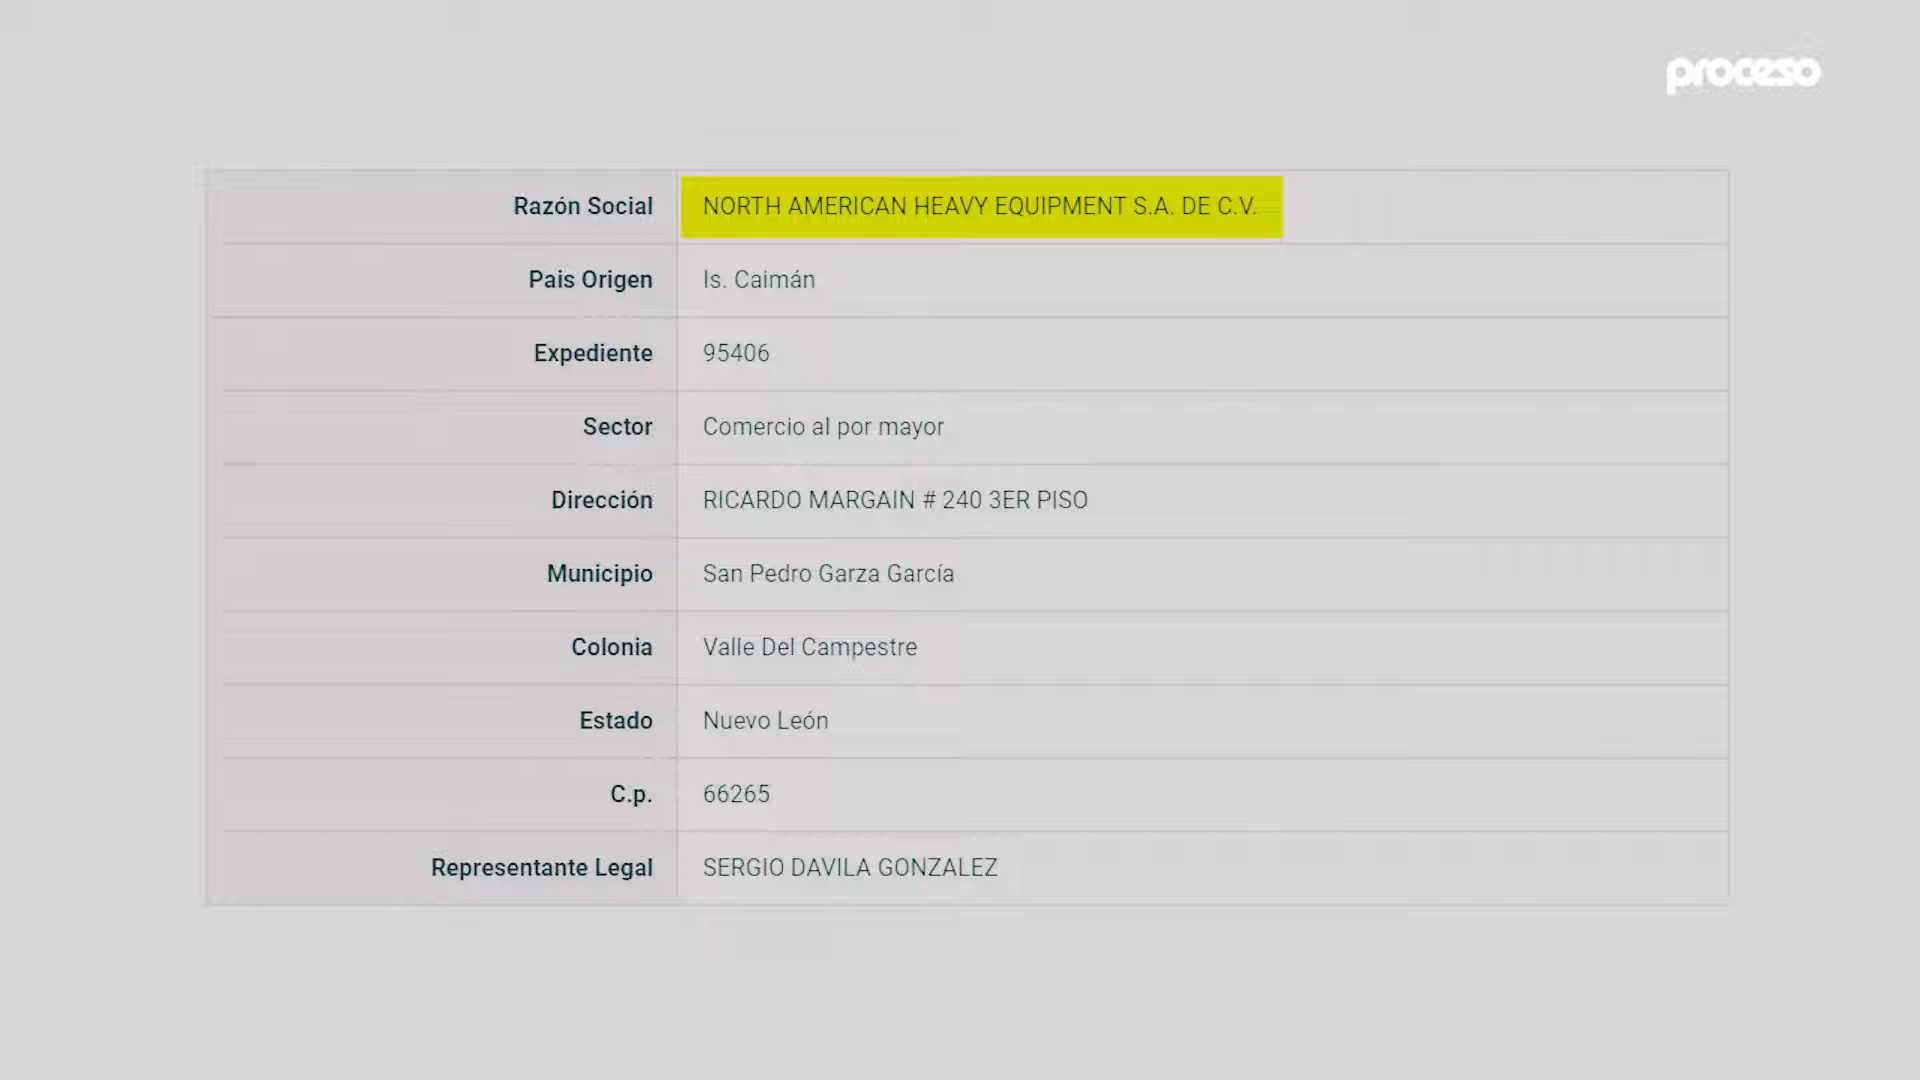 proceso
Razón Social NORTH AMERICAN HEAVY EQUIPMENT S.A. DE C.V.
Pais Origen Is. Caimán
Expediente 95406
Sector Comercio al por mayor
Dirección RICARDO MARGAIN # 240 3ER PISO
Municipio San Pedro Garza García
Colonia Valle Del Campestre
Estado Nuevo León
C.p. 66265
Representante Legal SERGIO DAVILA GONZALEZ